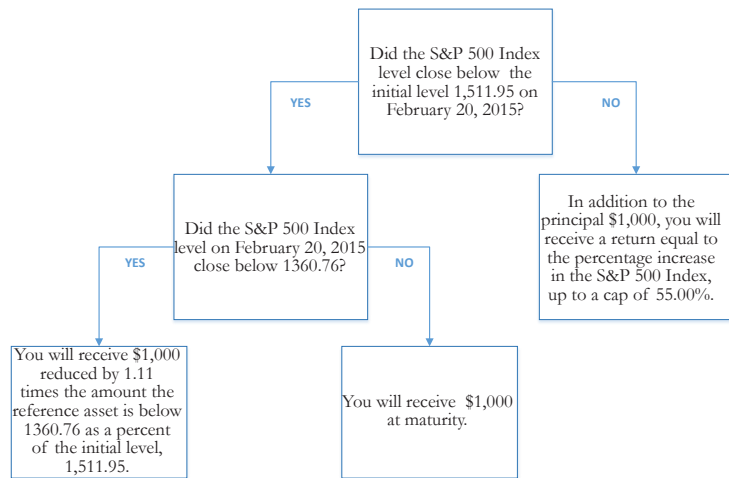 Did the S&P 500 Index
level close below the
initial level 1,511.95 on
February 20, 2015?
YES
NO
Did the S&P 500 Index
level on February 20, 2015
close below 1360.76?
In addition to the
principal $1,000, you will
receive a return equal to
the percentage increase
in the S&P 500 Index,
up to a cap of 55.00%.
YES
NO
You will receive $1,000
reduced by 1.11
times the amount the
reference asset is below
1360.76 as a percent
of the initial level,
1,511.95.
You will receive $1,000
at maturity.